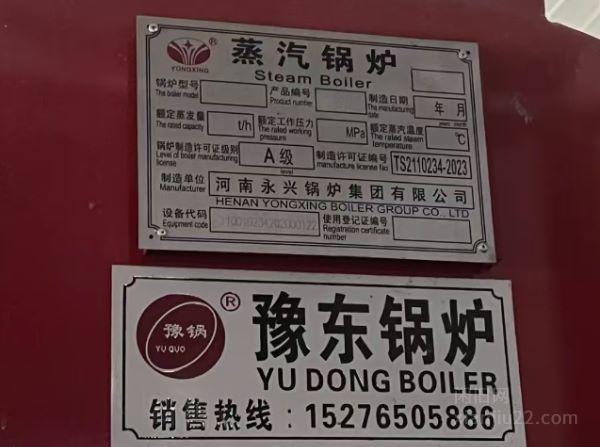 YONGXING ® 蒸汽锅炉
Steam Boiler
锅炉型号 产品编号 制造日期 年 月
The boiler model Product number The manufacturing date
额定蒸发量 t/h 额定工作压力 MPa 额定蒸汽温度 ℃
The rated capacity The rated working pressure The rated steam temperature
锅炉制造许可证级别 A 级 制造许可证编号 TS2110234-2023
Level of boiler manufacturing license level manufacturing license No
制造单位 河南永兴锅炉集团有限公司
Manufacturer HENAN YONGXING BOILER GROUP CO., LTD
设备代码 使用登记证编号
Equipment code Registration certificate number
豫锅 ® 豫东锅炉
YU GUO YU DONG BOILER
销售热线：15276505886